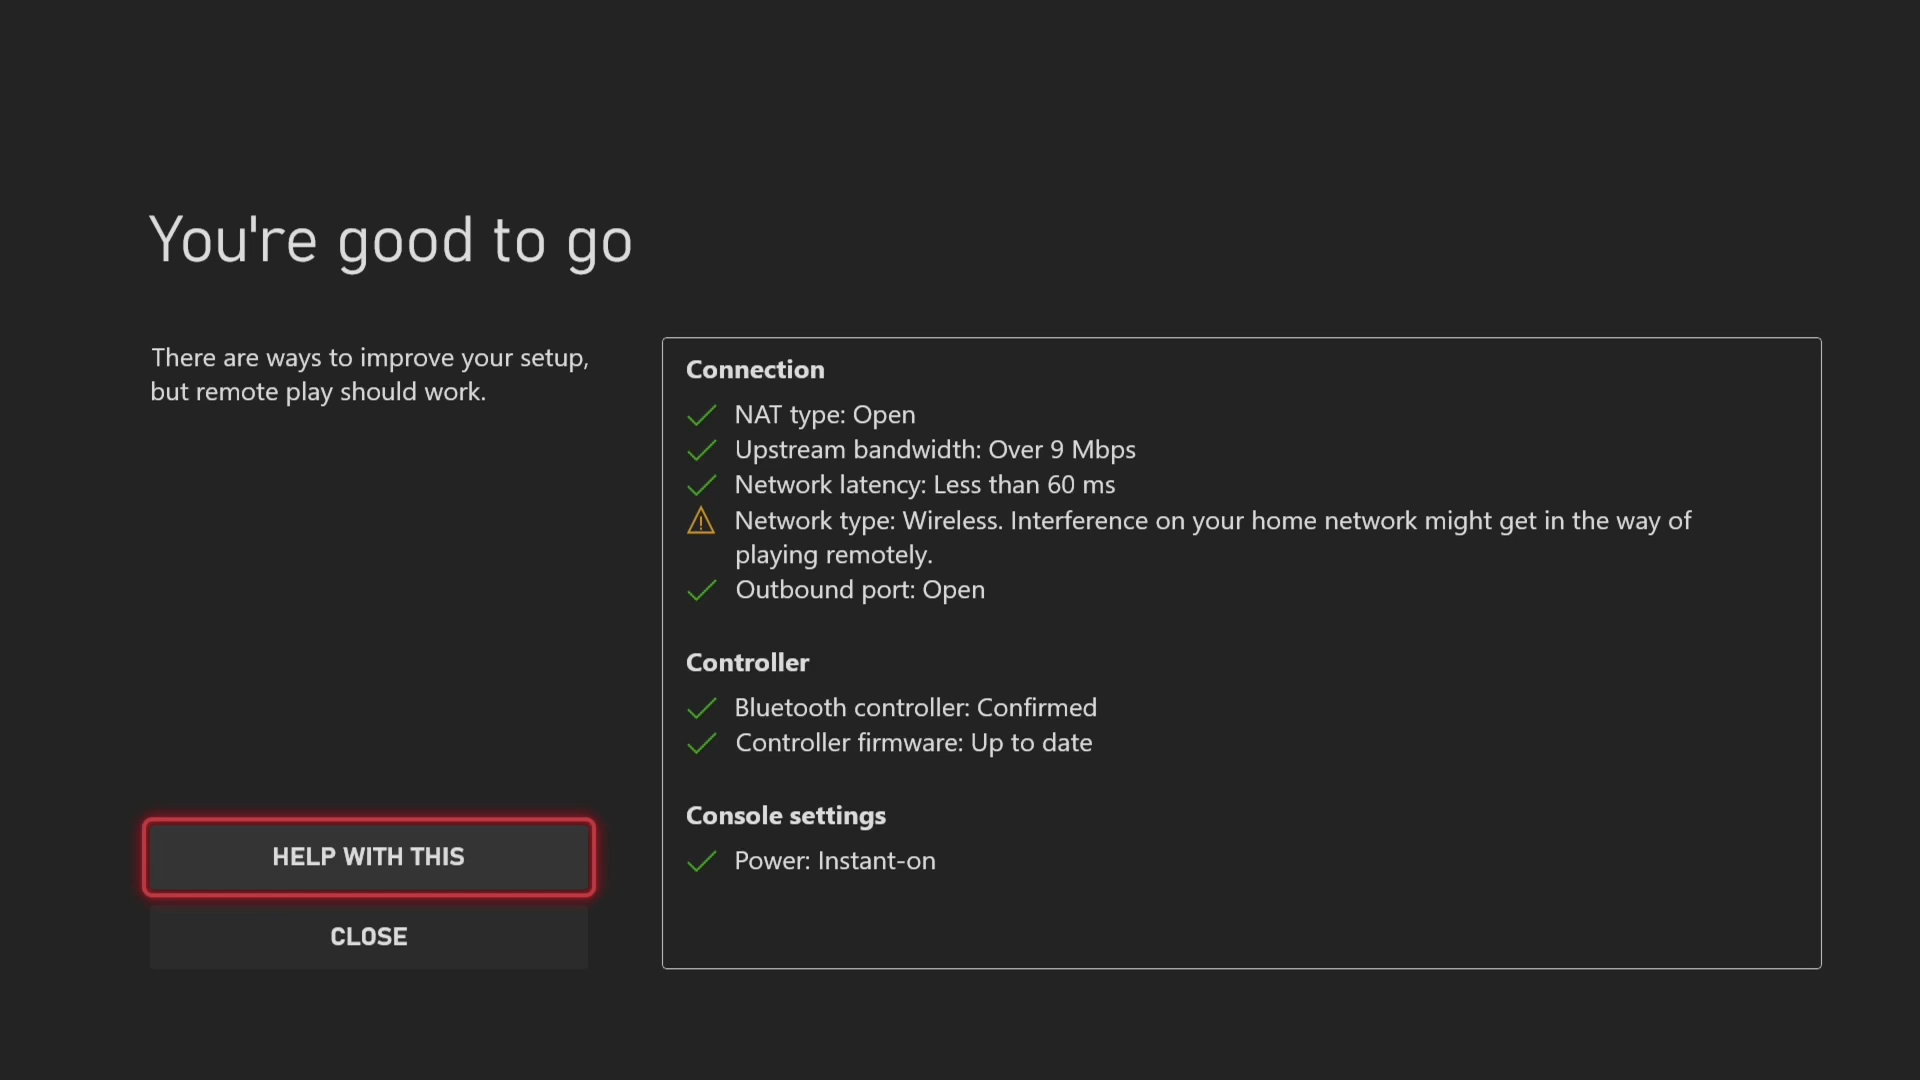 You're good to go
There are ways to improve your setup,
but remote play should work.
HELP WITH THIS
CLOSE
Connection
NAT type: Open
Upstream bandwidth: Over 9 Mbps
Network latency: Less than 60 ms
Network type: Wireless. Interference on your home network might get in the way of
playing remotely.
Outbound port: Open
Controller
Bluetooth controller: Confirmed
Controller firmware: Up to date
Console settings
Power: Instant-on